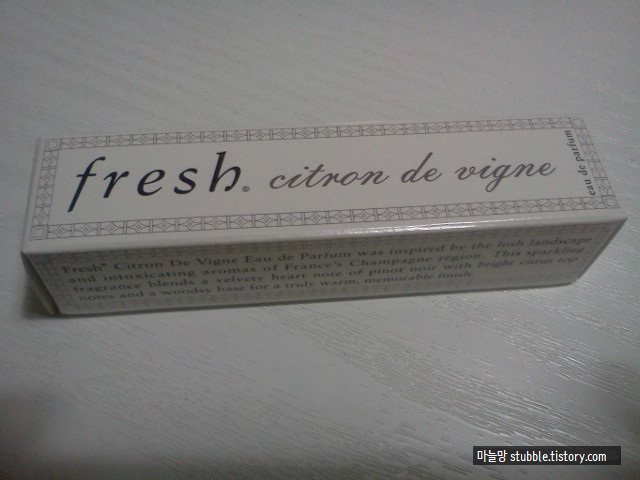 fresh® citron de vigne
eau de parfum
Fresh® Citron De Vigne Eau de Parfum was inspired by the lush landscape
and intoxicating aromas of France's Champagne region. This sparkling
fragrance blends a velvety heart note of pinot noir with bright citrus top
notes and a woodsy base for a truly warm, memorable finish.
마늘망 stubble.tistory.com